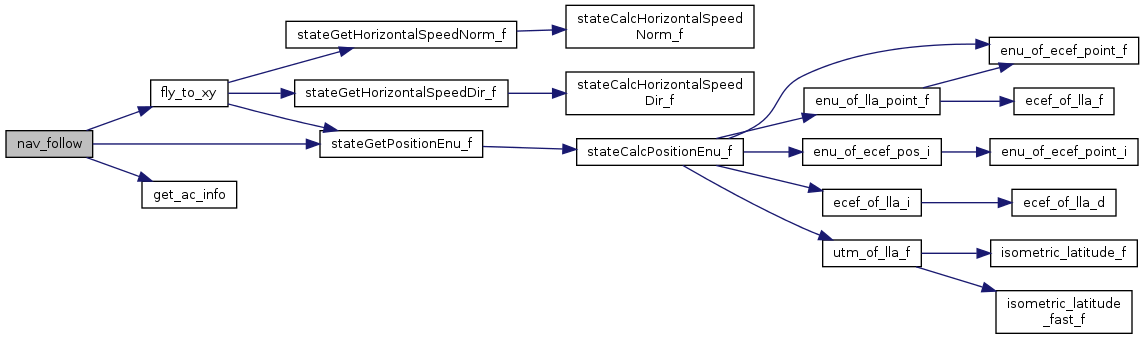 nav_follow
fly_to_xy
get_ac_info
stateGetHorizontalSpeedNorm_f
stateGetHorizontalSpeedDir_f
stateGetPositionEnu_f
stateCalcHorizontalSpeed
Norm_f
stateCalcHorizontalSpeed
Dir_f
stateCalcPositionEnu_f
enu_of_lla_point_f
enu_of_ecef_pos_i
ecef_of_lla_i
utm_of_lla_f
enu_of_ecef_point_f
ecef_of_lla_f
enu_of_ecef_point_i
ecef_of_lla_d
isometric_latitude_f
isometric_latitude
_fast_f